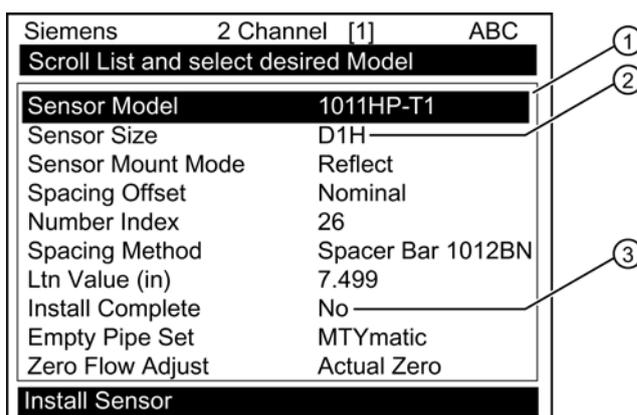 Siemens 2 Channel [1] ABC
Scroll List and select desired Model
Sensor Model 1011HP-T1
Sensor Size D1H
Sensor Mount Mode Reflect
Spacing Offset Nominal
Number Index 26
Spacing Method Spacer Bar 1012BN
Ltn Value (in) 7.499
Install Complete No
Empty Pipe Set MTYmatic
Zero Flow Adjust Actual Zero
Install Sensor
1
2
3